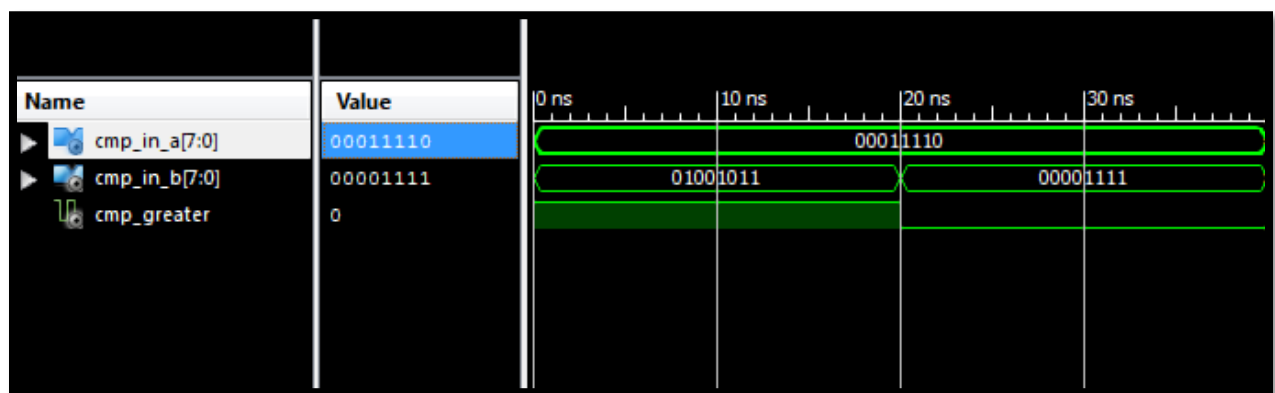 Name Value 0 ns 10 ns 20 ns 30 ns
cmp_in_a[7:0] 00011110 00011110
cmp_in_b[7:0] 00001111 01001011 00001111
cmp_greater 0